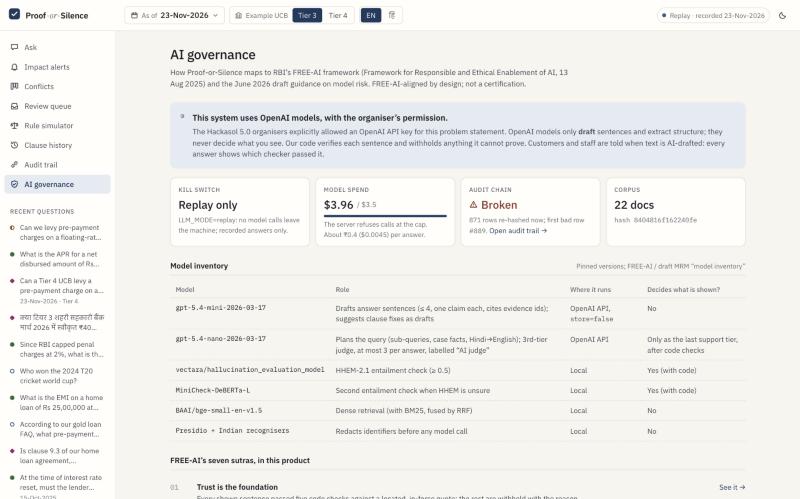 Proof-or-Silence
As of 23-Nov-2026
Example UCB Tier 3 Tier 4
EN हि
Replay · recorded 23-Nov-2026
Ask
Impact alerts
Conflicts
Review queue
Rule simulator
Clause history
Audit trail
AI governance
RECENT QUESTIONS
Can we levy pre-payment
charges on a floating-rat…
What is the APR for a net
disbursed amount of Rs…
Can a Tier 4 UCB levy a
pre-payment charge on a…
23-Nov-2026 · Tier 4
क्या टियर 3 शहरी सहकारी बैंक
मार्च 2026 में स्वीकृत ₹40…
Since RBI capped penal
charges at 2%, what is th…
Who won the 2024 T20
cricket world cup?
What is the EMI on a home
loan of Rs 25,00,000 at…
According to our gold loan
FAQ, what pre-payment…
Is clause 9.3 of our home
loan agreement,…
At the time of interest rate
reset, must the lender…
15-Oct-2025
AI governance
How Proof-or-Silence maps to RBI's FREE-AI framework (Framework for Responsible and Ethical Enablement of AI, 13
Aug 2025) and the June 2026 draft guidance on model risk. FREE-AI-aligned by design; not a certification.
This system uses OpenAI models, with the organiser's permission.
The Hackasol 5.0 organisers explicitly allowed an OpenAI API key for this problem statement. OpenAI models only draft sentences and extract structure; they
never decide what you see. Our code verifies each sentence and withholds anything it cannot prove. Customers and staff are told when text is AI-drafted: every
answer shows which checker passed it.
KILL SWITCH
Replay only
LLM_MODE=replay: no model calls leave
the machine; recorded answers only.
MODEL SPEND
$3.96 / $3.5
The server refuses calls at the cap.
About ₹0.4 ($0.0045) per answer.
AUDIT CHAIN
Broken
871 rows re-hashed now; first bad row
#889. Open audit trail →
CORPUS
22 docs
hash 8404816f162240fe
Model inventory
Pinned versions; FREE-AI / draft MRM "model inventory"
Model Role Where it runs Decides what is shown?
gpt-5.4-mini-2026-03-17 Drafts answer sentences (≤ 4, one claim each, cites evidence ids); suggests clause fixes as drafts OpenAI API, store=false No
gpt-5.4-nano-2026-03-17 Plans the query (sub-queries, case facts, Hindi→English); 3rd-tier judge, at most 3 per answer, labelled "AI judge" OpenAI API Only as the last support tier, after code checks
vectara/hallucination_evaluation_model HHEM-2.1 entailment check (≥ 0.5) Local Yes (with code)
MiniCheck-DeBERTa-L Second entailment check when HHEM is unsure Local Yes (with code)
BAAI/bge-small-en-v1.5 Dense retrieval (with BM25, fused by RRF) Local No
Presidio + Indian recognisers Redacts identifiers before any model call Local No
FREE-AI's seven sutras, in this product
01 Trust is the foundation See it →
Every shown sentence passed five code checks against a located, in-force quote; the rest are withheld with the reason.